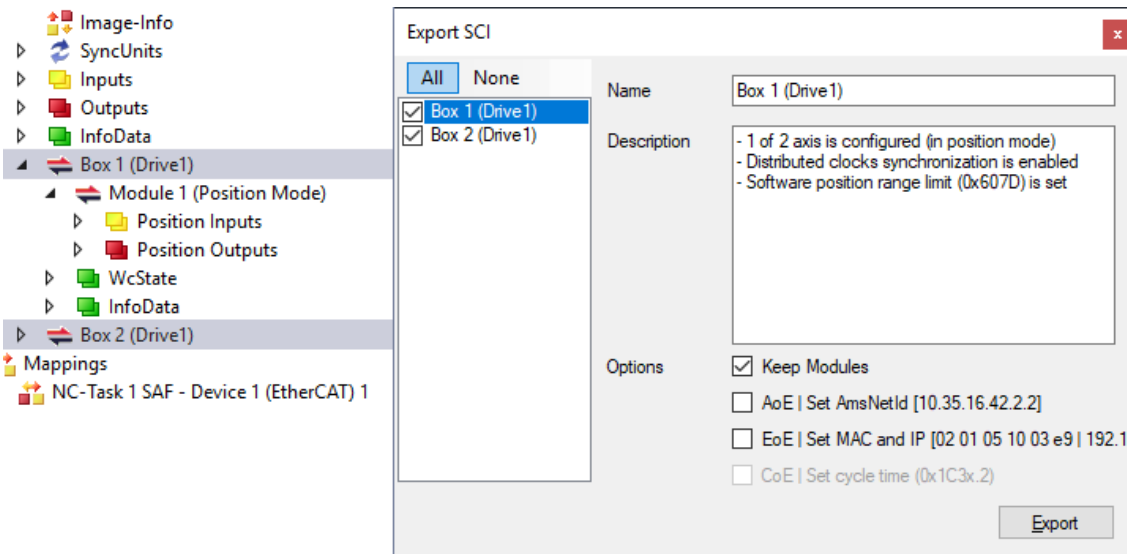 Image-Info
SyncUnits
Inputs
Outputs
InfoData
Box 1 (Drive1)
Module 1 (Position Mode)
Position Inputs
Position Outputs
WcState
InfoData
Box 2 (Drive1)
Mappings
NC-Task 1 SAF - Device 1 (EtherCAT) 1
Export SCI
x
All None
Box 1 (Drive1)
Box 2 (Drive1)
Name Box 1 (Drive1)
Description - 1 of 2 axis is configured (in position mode)
- Distributed clocks synchronization is enabled
- Software position range limit (0x607D) is set
Options Keep Modules
AoE | Set AmsNetId [10.35.16.42.2.2]
EoE | Set MAC and IP [02 01 05 10 03 e9 | 192.1
CoE | Set cycle time (0x1C3x.2)
Export